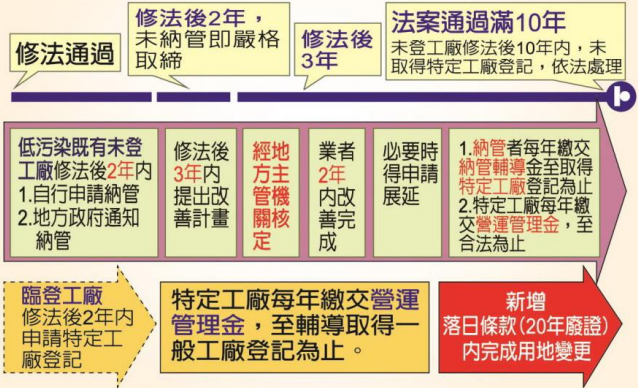 修法通過
修法後2年，
未納管即嚴格
取締
修法後
3年
法案通過滿10年
未登工廠修法後10年內，未
取得特定工廠登記，依法處理
低污染既有未登
工廠修法後2年內
1.自行申請納管
2.地方政府通知
納管
修法後
3年內
提出改
善計畫
經地
方主
管機
關核
定
業者
2年
內改
善完
成
必要時
得申請
展延
1.納管者每年繳交
納管輔導金至取得
特定工廠登記為止
2.特定工廠每年繳
交營運管理金，至
合法為止
臨登工廠
修法後2年內
申請特定工
廠登記
特定工廠每年繳交營運
管理金，至輔導取得一
般工廠登記為止。
新增
落日條款(20年廢證)
內完成用地變更